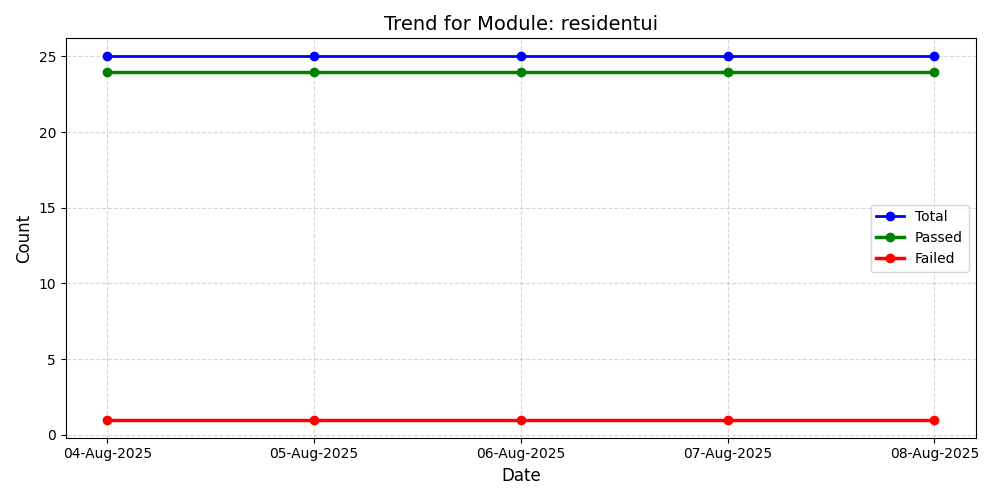 Trend for Module: residentui
Count
25
20
15
10
5
0
Total
Passed
Failed
04-Aug-2025 05-Aug-2025 06-Aug-2025 07-Aug-2025 08-Aug-2025
Date